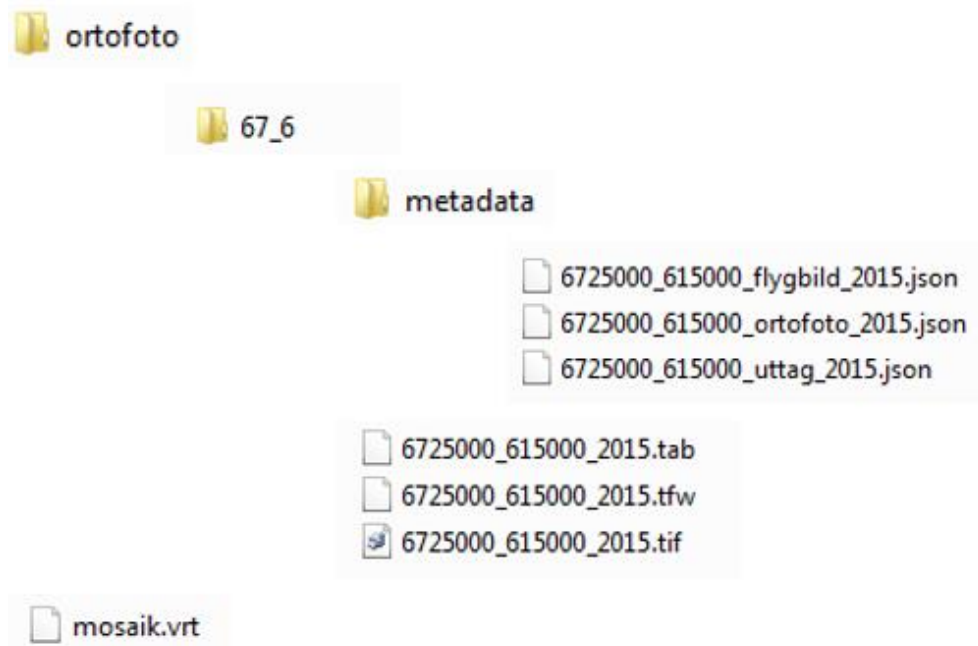 ortofoto
67_6
metadata
6725000_615000_flygbild_2015.json
6725000_615000_ortofoto_2015.json
6725000_615000_uttag_2015.json
6725000_615000_2015.tab
6725000_615000_2015.tfw
6725000_615000_2015.tif
mosaik.vrt